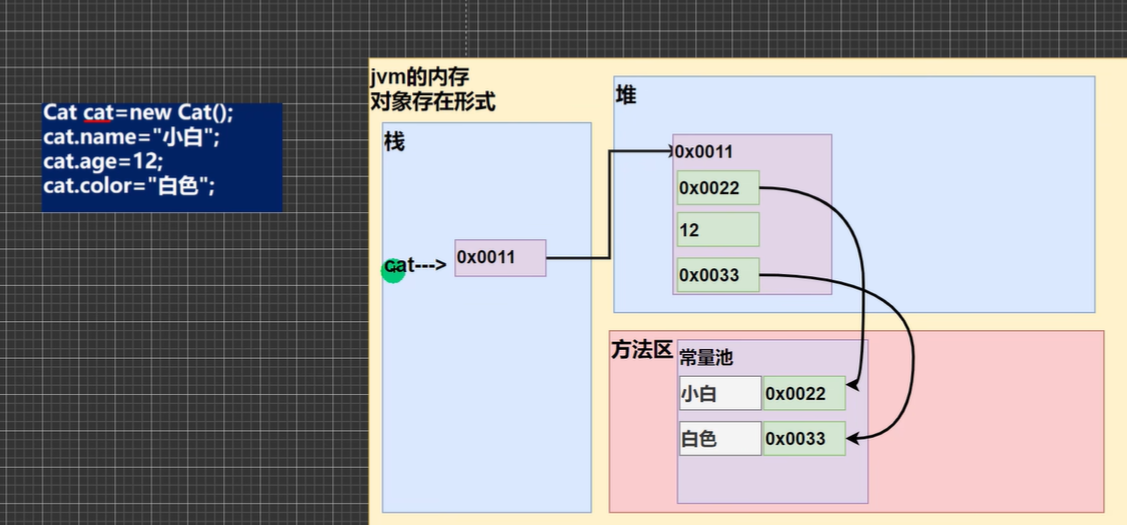 Cat cat=new Cat();
cat.name="小白";
cat.age=12;
cat.color="白色";
jvm的内存
对象存在形式
栈
cat--->
0x0011
堆
0x0011
0x0022
12
0x0033
方法区
常量池
小白 0x0022
白色 0x0033